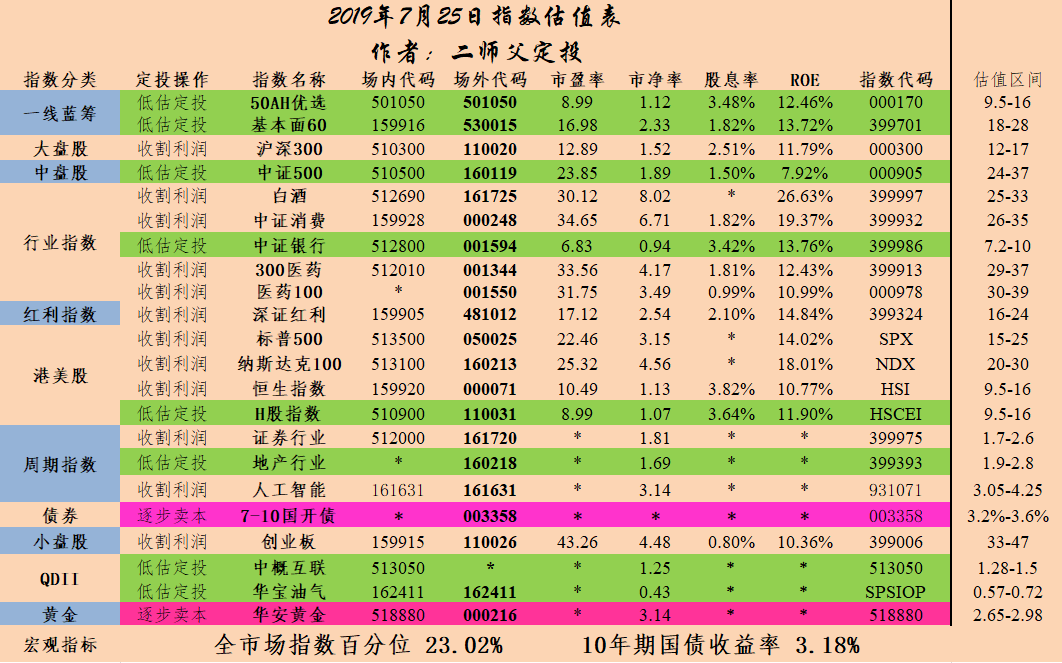 2019年7月25日指数估值表
作者：二师父定投
指数分类 定投操作 指数名称 场内代码 场外代码 市盈率 市净率 股息率 ROE 指数代码 估值区间
一线蓝筹 低估定投 50AH优选 501050 501050 8.99 1.12 3.48% 12.46% 000170 9.5-16
低估定投 基本面60 159916 530015 16.98 2.33 1.82% 13.72% 399701 18-28
大盘股 收割利润 沪深300 510300 110020 12.89 1.52 2.51% 11.79% 000300 12-17
中盘股 低估定投 中证500 510500 160119 23.85 1.89 1.50% 7.92% 000905 24-37
行业指数 收割利润 白酒 512690 161725 30.12 8.02 * 26.63% 399997 25-33
收割利润 中证消费 159928 000248 34.65 6.71 1.82% 19.37% 399932 26-35
低估定投 中证银行 512800 001594 6.83 0.94 3.42% 13.76% 399986 7.2-10
收割利润 300医药 512010 001344 33.56 4.17 1.81% 12.43% 399913 29-37
收割利润 医药100 * 001550 31.75 3.49 0.99% 10.99% 000978 30-39
红利指数 收割利润 深证红利 159905 481012 17.12 2.54 2.10% 14.84% 399324 16-24
港美股 收割利润 标普500 513500 050025 22.46 3.15 * 14.02% SPX 15-25
收割利润 纳斯达克100 513100 160213 25.32 4.56 * 18.01% NDX 20-30
收割利润 恒生指数 159920 000071 10.49 1.13 3.82% 10.77% HSI 9.5-16
低估定投 H股指数 510900 110031 8.99 1.07 3.64% 11.90% HSCEI 9.5-16
周期指数 收割利润 证券行业 512000 161720 * 1.81 * * 399975 1.7-2.6
低估定投 地产行业 * 160218 * 1.69 * * 399393 1.9-2.8
收割利润 人工智能 161631 161631 * 3.14 * * 931071 3.05-4.25
债券 逐步卖本 7-10国开债 * 003358 * * * * 003358 3.2%-3.6%
小盘股 收割利润 创业板 159915 110026 43.26 4.48 0.80% 10.36% 399006 33-47
QDII 低估定投 中概互联 513050 * * 1.25 * * 513050 1.28-1.5
低估定投 华宝油气 162411 162411 * 0.43 * * SPSIOP 0.57-0.72
黄金 逐步卖本 华安黄金 518880 000216 * 3.14 * * 518880 2.65-2.98
宏观指标 全市场指数百分位 23.02% 10年期国债收益率 3.18%